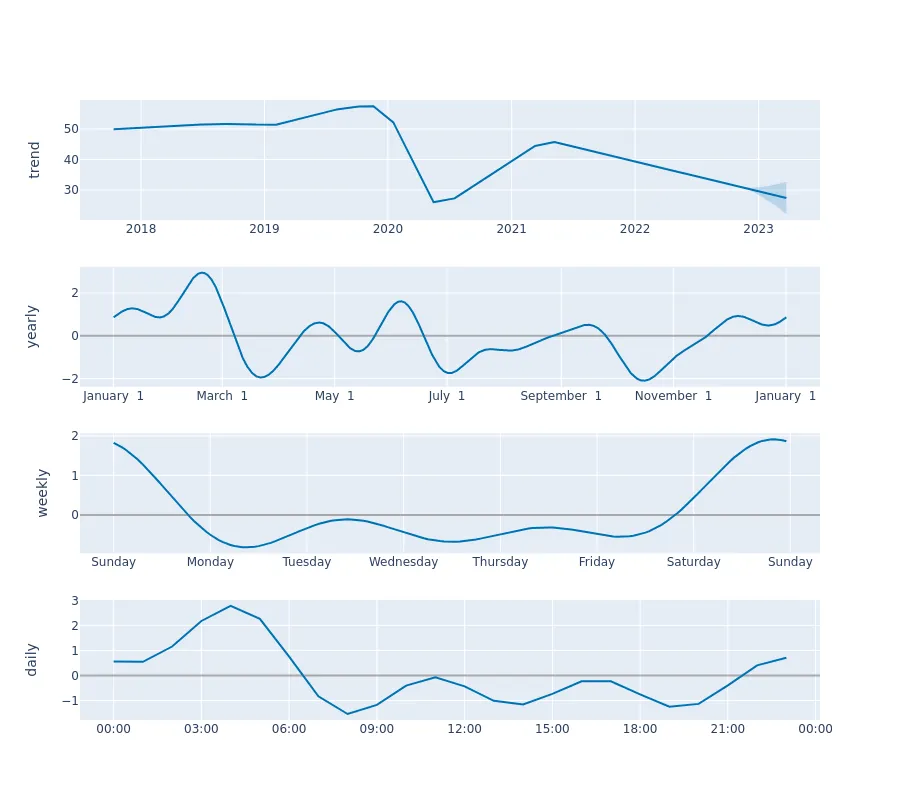 trend
50
40
30
2018 2019 2020 2021 2022 2023
yearly
2
0
−2
January 1 March 1 May 1 July 1 September 1 November 1 January 1
weekly
2
1
0
Sunday Monday Tuesday Wednesday Thursday Friday Saturday Sunday
daily
3
2
1
0
−1
00:00 03:00 06:00 09:00 12:00 15:00 18:00 21:00 00:00